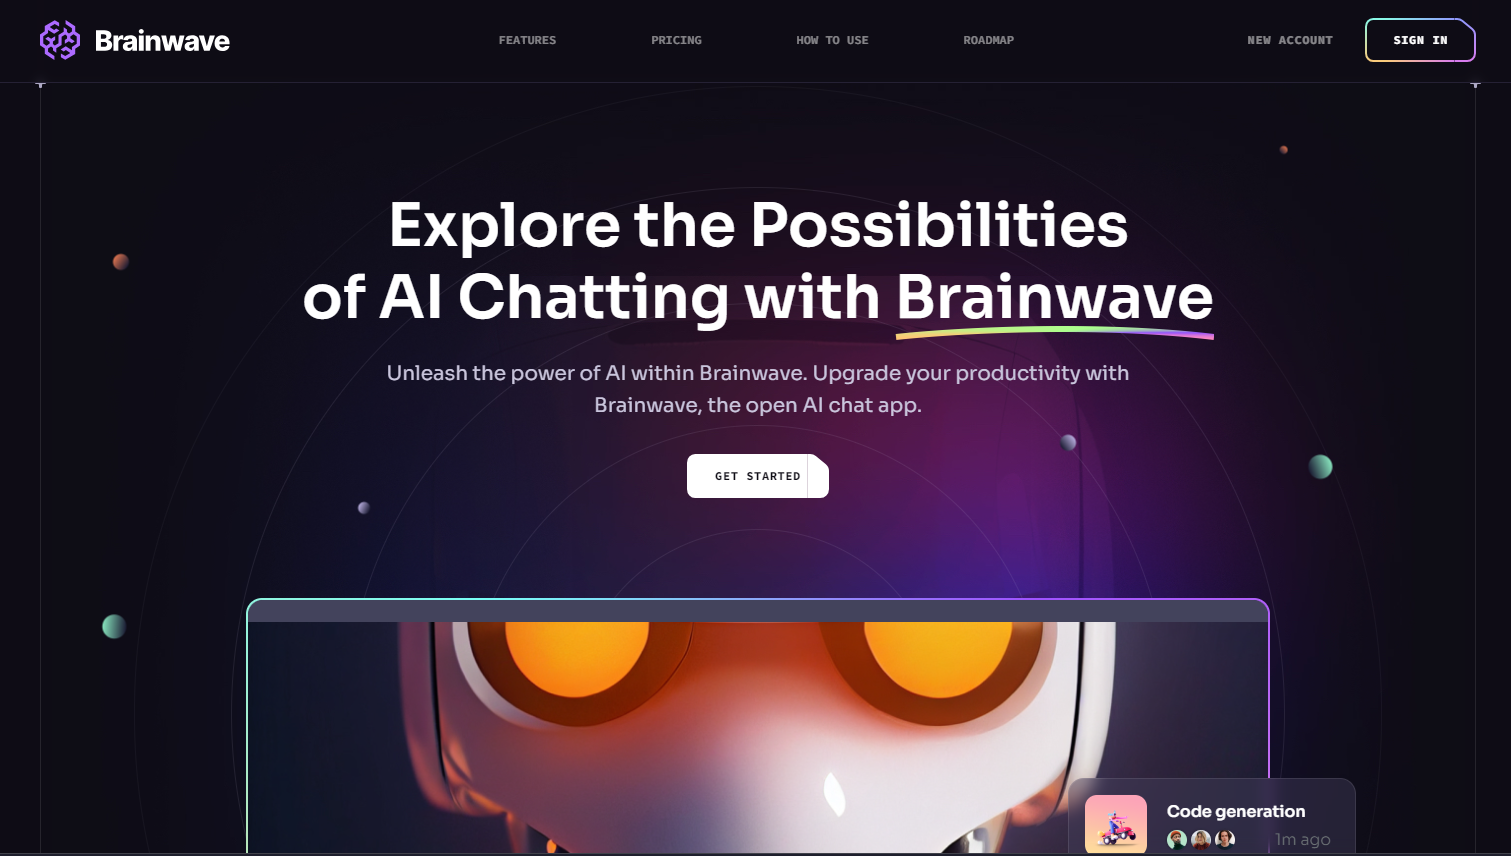 Brainwave
FEATURES
PRICING
HOW TO USE
ROADMAP
NEW ACCOUNT
SIGN IN
Explore the Possibilities
of AI Chatting with Brainwave
Unleash the power of AI within Brainwave. Upgrade your productivity with
Brainwave, the open AI chat app.
GET STARTED
Code generation
1m ago